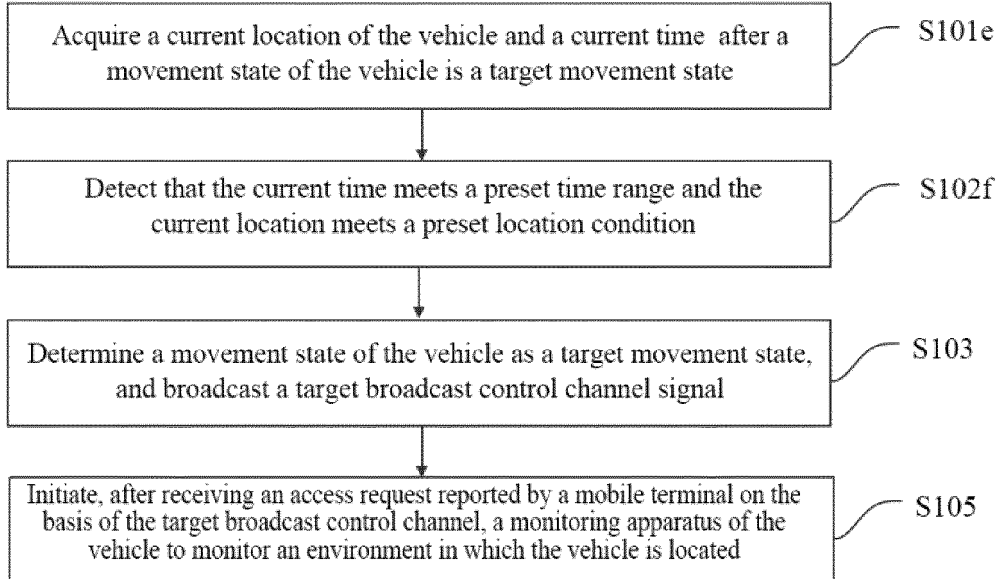 Acquire a current location of the vehicle and a current time after a
movement state of the vehicle is a target movement state
S101e
Detect that the current time meets a preset time range and the
current location meets a preset location condition
S102f
Determine a movement state of the vehicle as a target movement state,
and broadcast a target broadcast control channel signal
S103
Initiate, after receiving an access request reported by a mobile terminal on the
basis of the target broadcast control channel, a monitoring apparatus of the
vehicle to monitor an environment in which the vehicle is located
S105